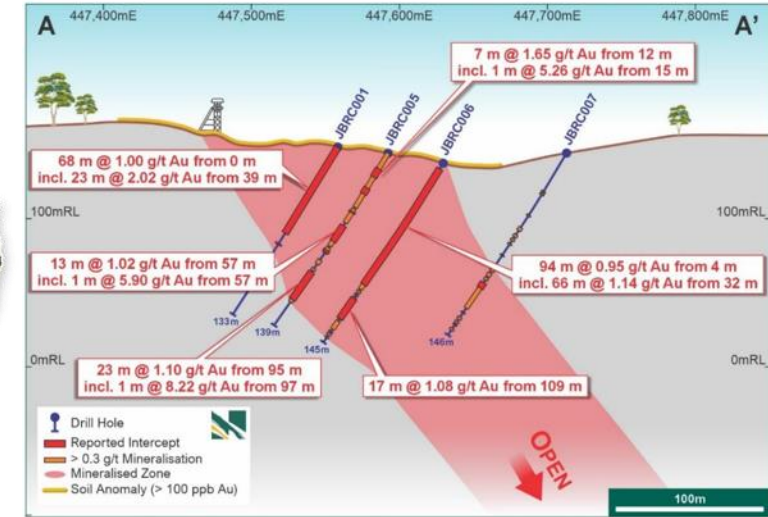 A
447,400mE
447,500mE
447,600mE
447,700mE
447,800mE
A'
7 m @ 1.65 g/t Au from 12 m
incl. 1 m @ 5.26 g/t Au from 15 m
JBRC001
JBRC005
JBRC006
JBRC007
68 m @ 1.00 g/t Au from 0 m
incl. 23 m @ 2.02 g/t Au from 39 m
100mRL
100mRL
13 m @ 1.02 g/t Au from 57 m
incl. 1 m @ 5.90 g/t Au from 57 m
94 m @ 0.95 g/t Au from 4 m
incl. 66 m @ 1.14 g/t Au from 32 m
133m
139m
145m
146m
0mRL
0mRL
23 m @ 1.10 g/t Au from 95 m
incl. 1 m @ 8.22 g/t Au from 97 m
17 m @ 1.08 g/t Au from 109 m
Drill Hole
Reported Intercept
> 0.3 g/t Mineralisation
Mineralised Zone
Soil Anomaly (> 100 ppb Au)
OPEN
100m